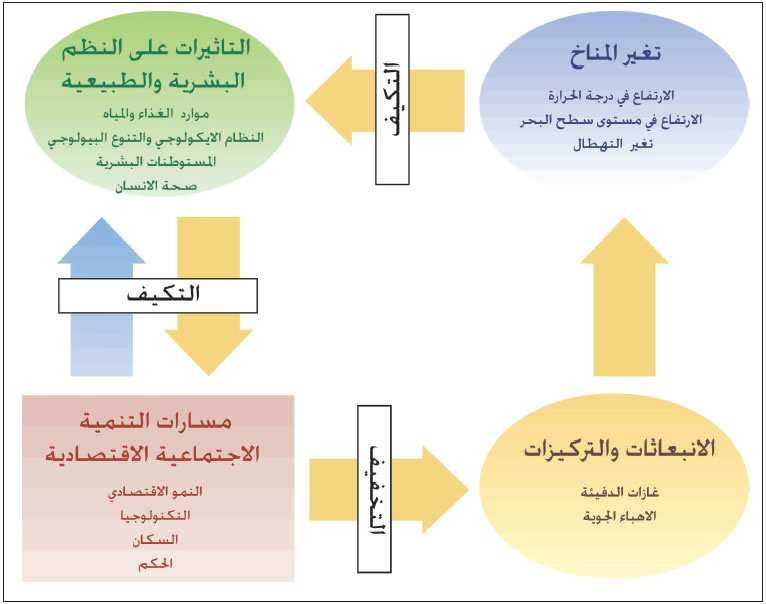 تغير المناخ
الارتفاع في درجة الحرارة
الارتفاع في مستوى سطح البحر
تغير التهطال
التكيف
التاثيرات على النظم
البشرية والطبيعية
موارد الغذاء والمياه
النظام الايكولوجي والتنوع البيولوجي
المستوطنات البشرية
صحة الانسان
التكيف
مسارات التنمية
الاجتماعية الاقتصادية
النمو الاقتصادي
التكنولوجيا
السكان
الحكم
التخفيف
الانبعاثات والتركيزات
غازات الدفيئة
الاهباء الجوية